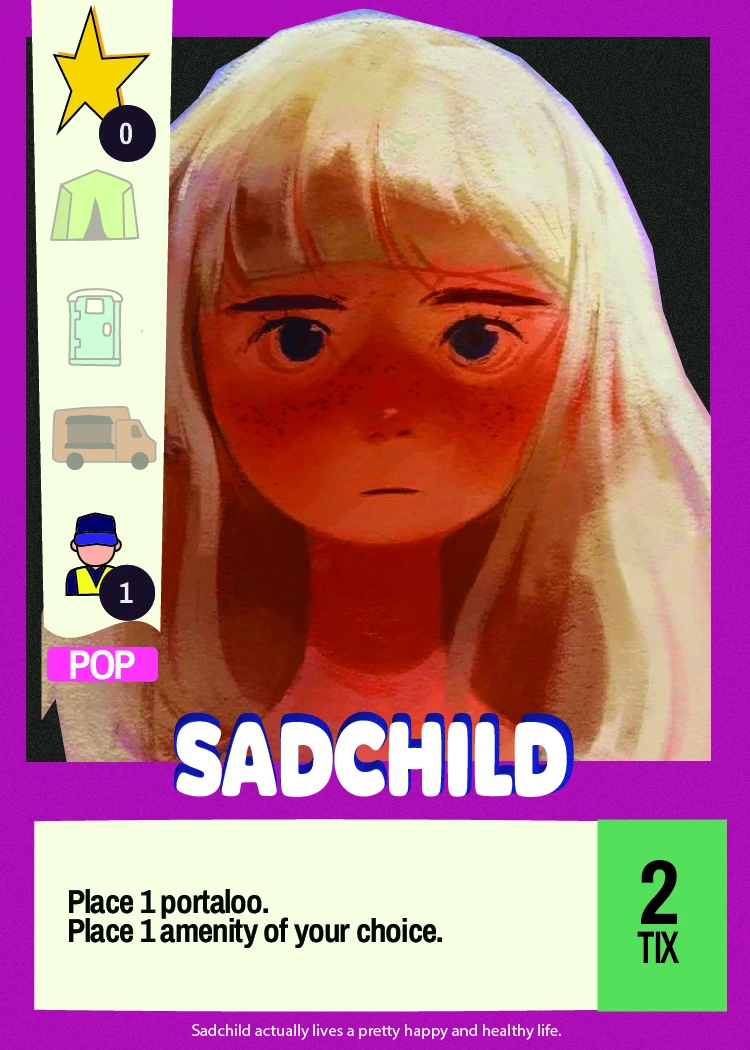 0
1
POP
SADCHILD
Place 1 portaloo.
Place 1 amenity of your choice.
2
TIX
Sadchild actually lives a pretty happy and healthy life.